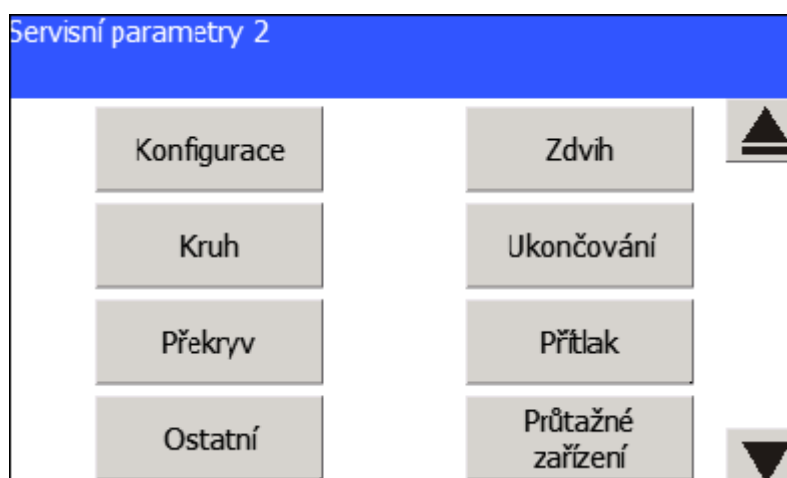 Servisní parametry 2
Konfigurace
Zdvih
Kruh
Ukončování
Překryv
Přítlak
Ostatní
Průtažné
zařízení